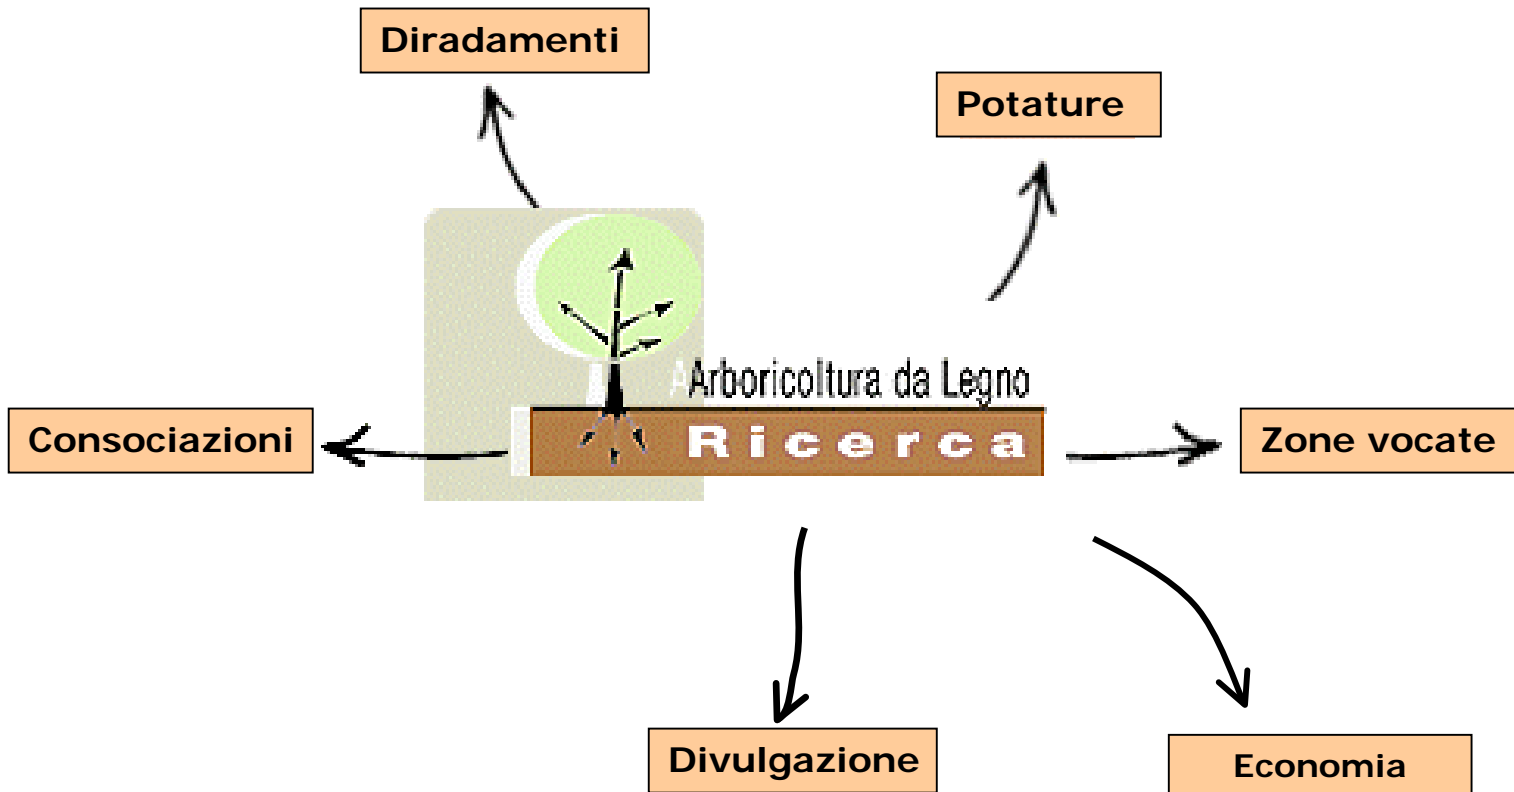 Diradamenti
Potature
Arboricoltura da Legno
Consociazioni
Ricerca
Zone vocate
Divulgazione
Economia